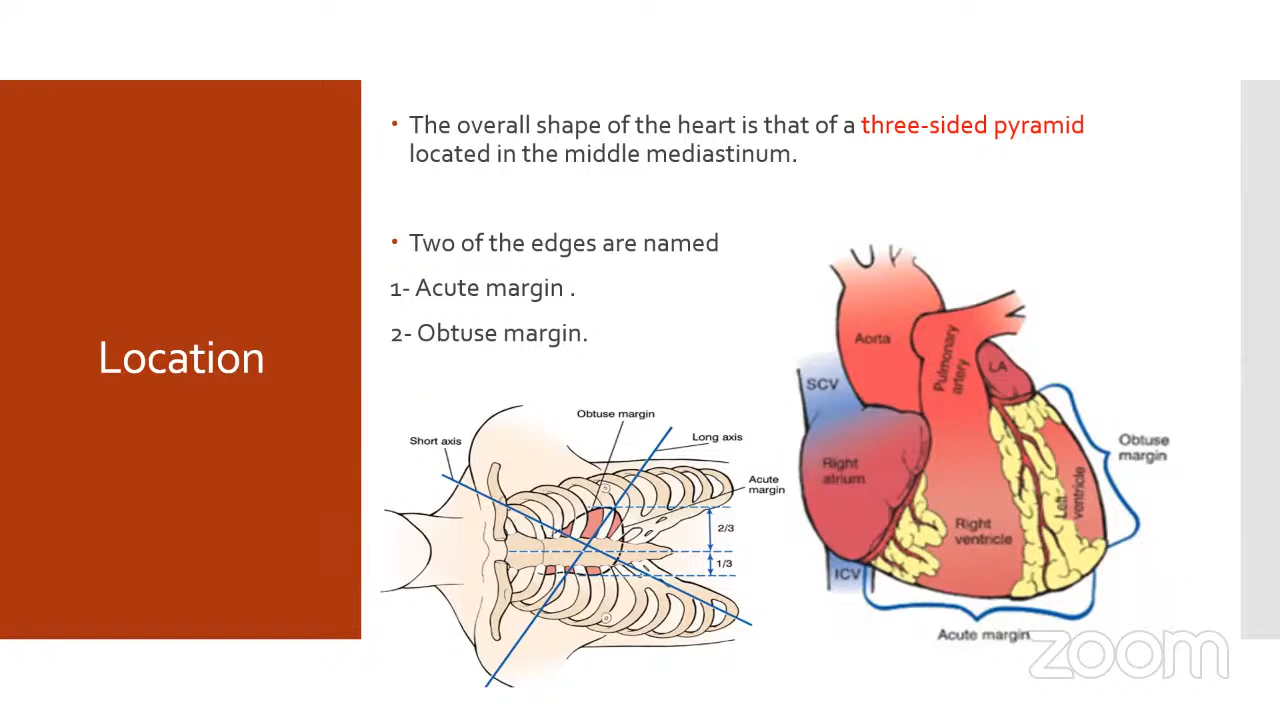 • The overall shape of the heart is that of a three-sided pyramid
located in the middle mediastinum.
• Two of the edges are named
1- Acute margin .
2- Obtuse margin.
Location
Obtuse margin
Short axis
Long axis
Acute
margin
2/3
1/3
Aorta
Pulmonary
artery
LA
SCV
Right
atrium
Right
ventricle
Left
ventricle
Obtuse
margin
ICV
Acute margin
zoom